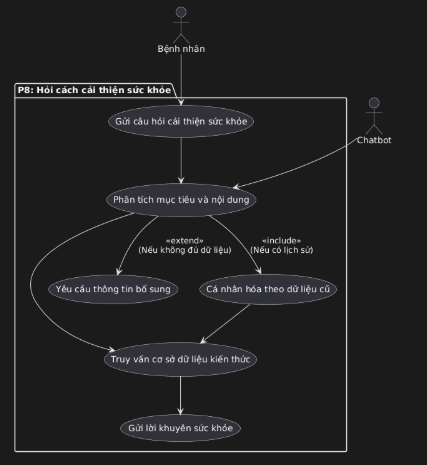 Bệnh nhân
P8: Hỏi cách cải thiện sức khỏe
Gửi câu hỏi cải thiện sức khỏe
Chatbot
Phân tích mục tiêu và nội dung
«extend»
(Nếu không đủ dữ liệu)
«include»
(Nếu có lịch sử)
Yêu cầu thông tin bổ sung
Cá nhân hóa theo dữ liệu cũ
Truy vấn cơ sở dữ liệu kiến thức
Gửi lời khuyên sức khỏe